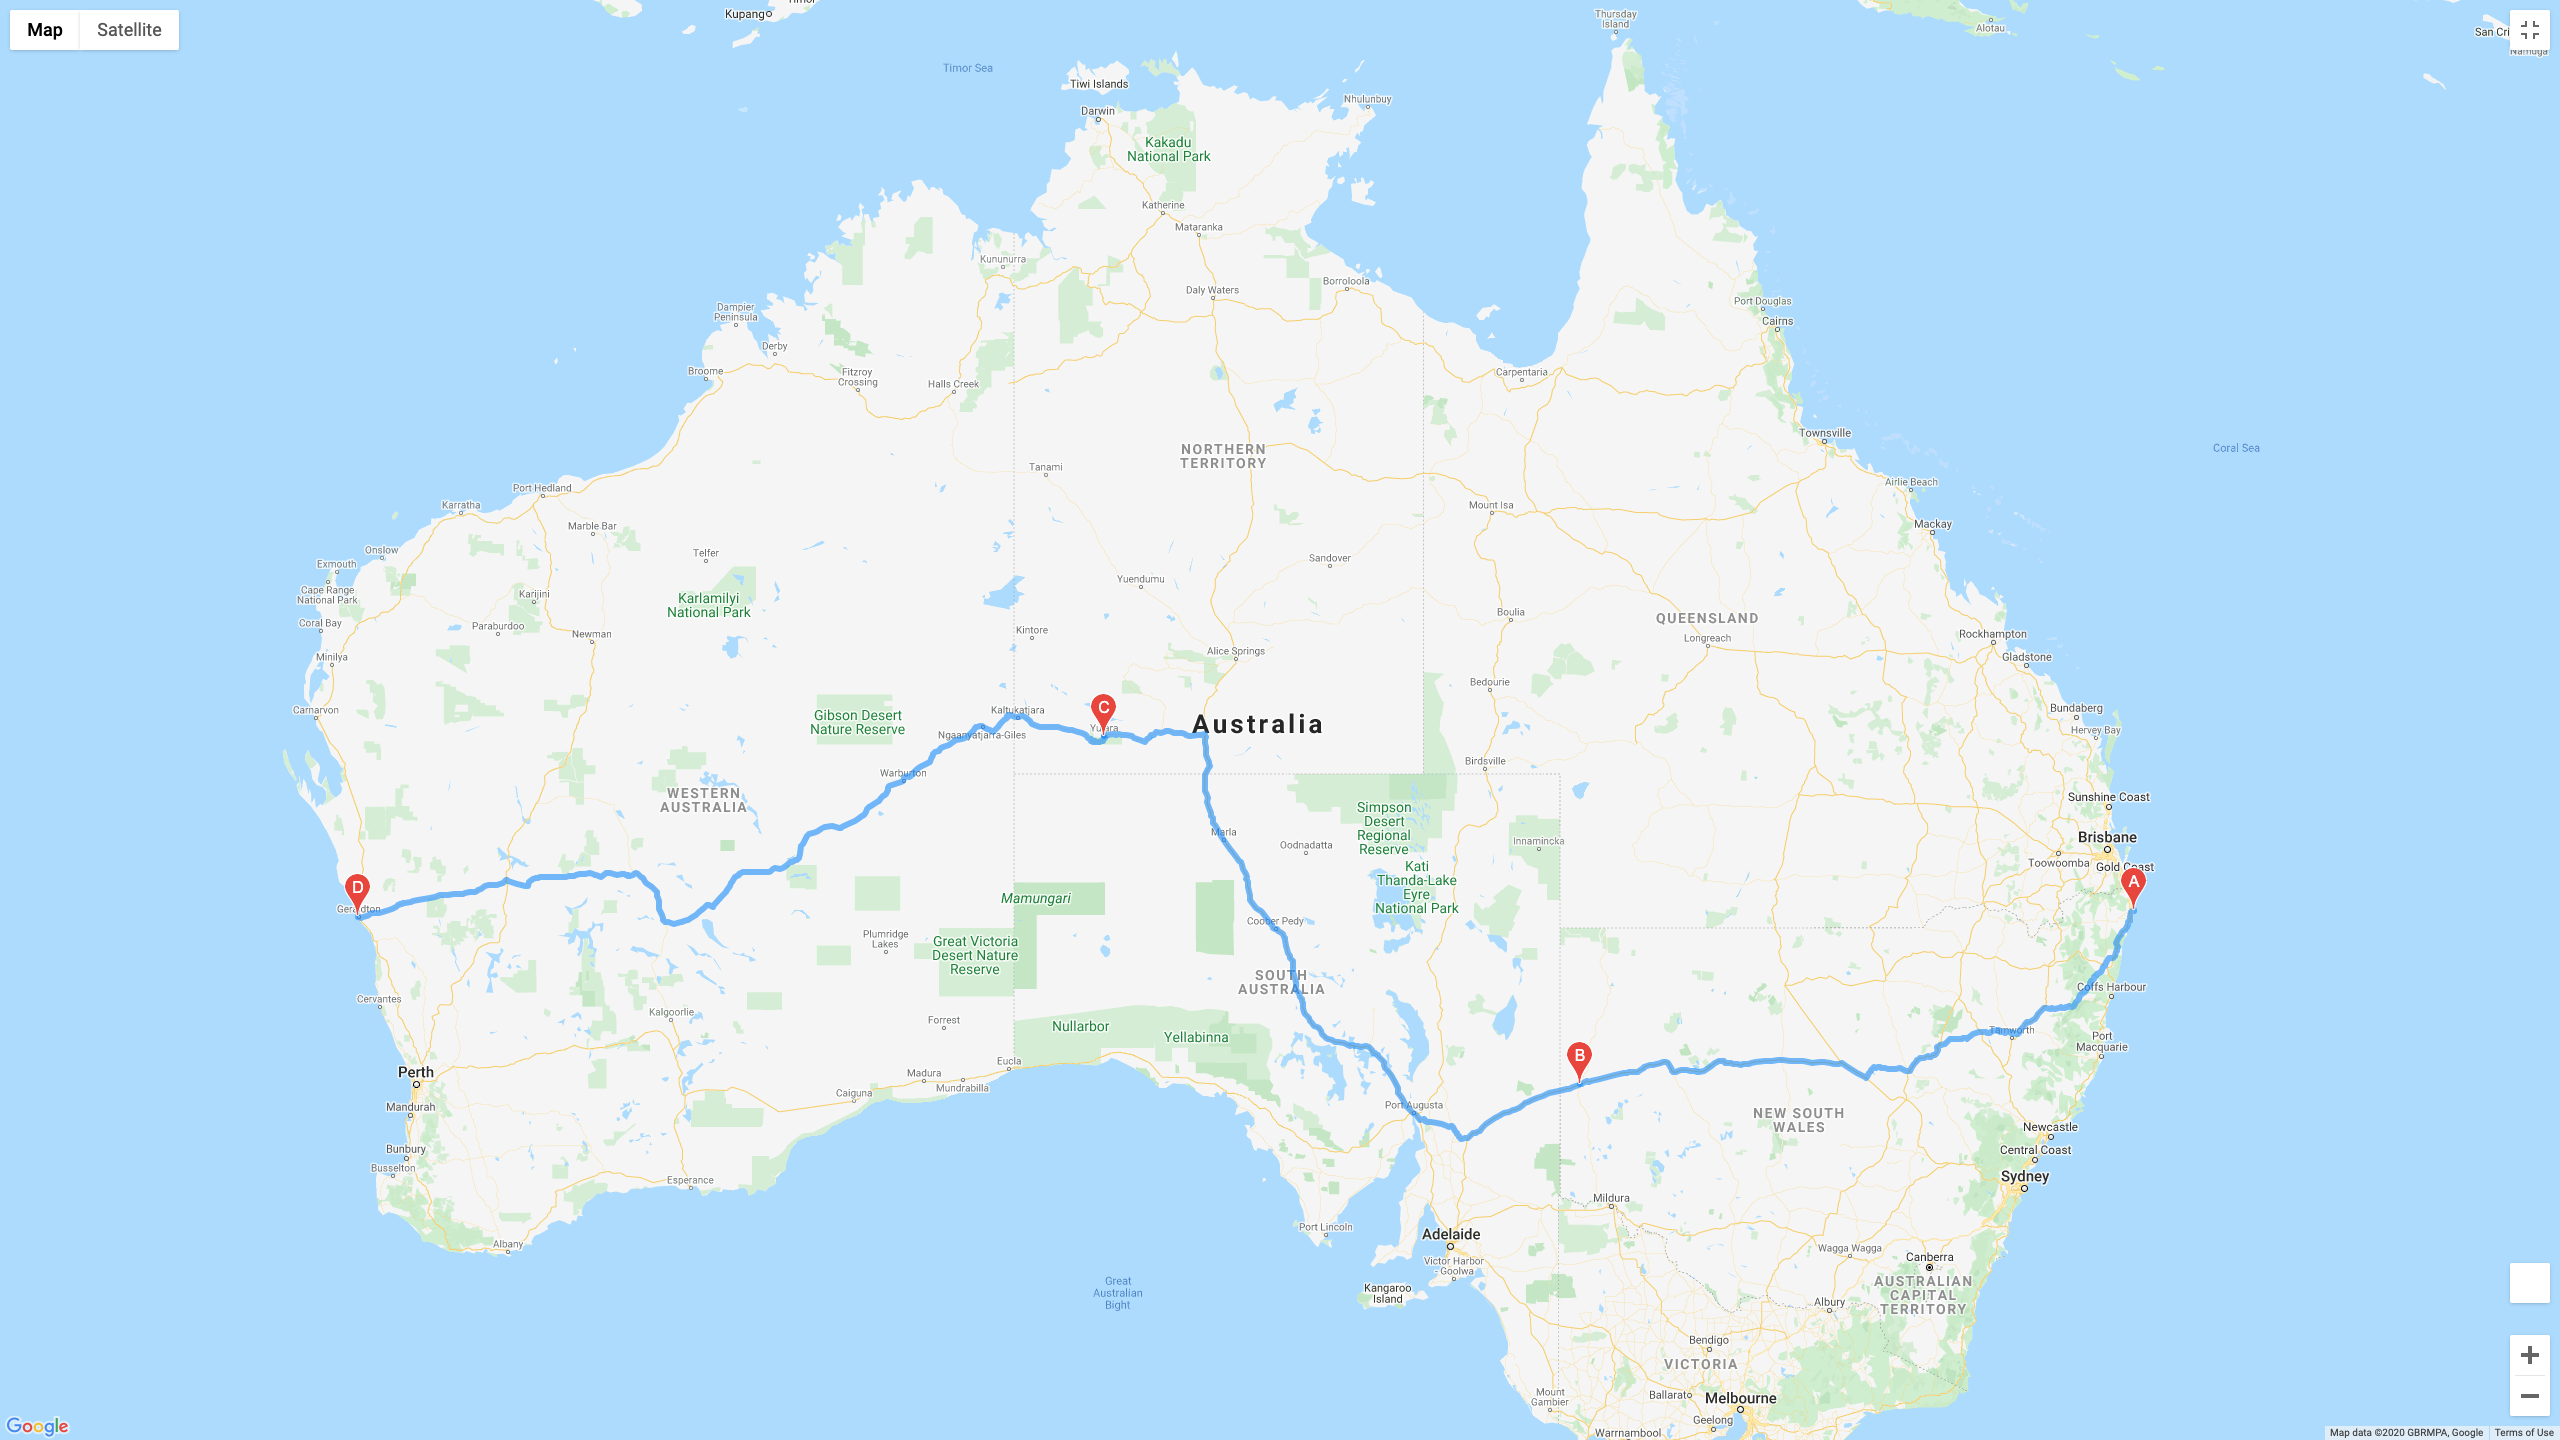 Map
Satellite
Kupang
Thursday
Island
Alotau
Timor Sea
Tiwi Islands
Darwin
Nhulunbuy
Kakadu
National Park
Katherine
Mataranka
Kununurra
Daly Waters
Borroloola
Port Douglas
Cairns
Dampier
Peninsula
Derby
Broome
Fitzroy
Crossing
Halls Creek
Carpentaria
Townsville
Coral Sea
NORTHERN
TERRITORY
Tanami
Port Hedland
Karratha
Airlie Beach
Mount Isa
Marble Bar
Mackay
Onslow
Telfer
Sandover
Exmouth
Cape Range
National Park
Karijini
Yuendumu
Karlamilyi
National Park
Coral Bay
Paraburdoo
Newman
Kintore
Boulia
QUEENSLAND
Longreach
Rockhampton
Gladstone
Minilya
Alice Springs
Bedourie
Carnarvon
Kaltukatjara
C
Bundaberg
Hervey Bay
Gibson Desert
Nature Reserve
Ngaanyatjarra-Giles
Australia
Birdsville
Warburton
WESTERN
AUSTRALIA
Sunshine Coast
Simpson
Desert
Regional
Reserve
Marla
Oodnadatta
Innamincka
Brisbane
Toowoomba
Gold Coast
Kati
Thanda-Lake
Eyre
National Park
A
D
Mamungari
Coober Pedy
Plumridge
Lakes
Great Victoria
Desert Nature
Reserve
SOUTH
AUSTRALIA
Coffs Harbour
Cervantes
Kalgoorlie
Forrest
Nullarbor
Yellabinna
Tamworth
Port
Macquarie
B
Eucla
Perth
Madura
Mundrabilla
Caiguna
Mandurah
Port Augusta
NEW SOUTH
WALES
Newcastle
Bunbury
Busselton
Central Coast
Esperance
Sydney
Mildura
Port Lincoln
Adelaide
Albany
Victor Harbor
- Goolwa
Wagga Wagga
Canberra
Great
Australian
Bight
Kangaroo
Island
AUSTRALIAN
CAPITAL
TERRITORY
Albury
Bendigo
VICTORIA
Mount
Gambier
Ballarat
Melbourne
Geelong
Warrnambool
Google
Map data ©2020 GBRMPA, Google
Terms of Use